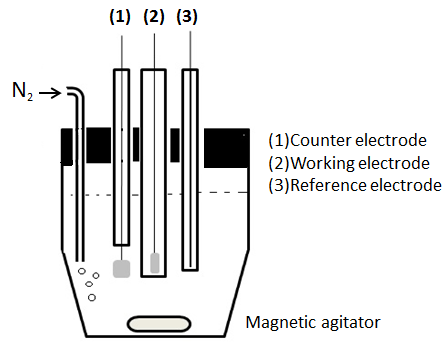 (1) (2) (3)
N2
(1)Counter electrode
(2)Working electrode
(3)Reference electrode
Magnetic agitator